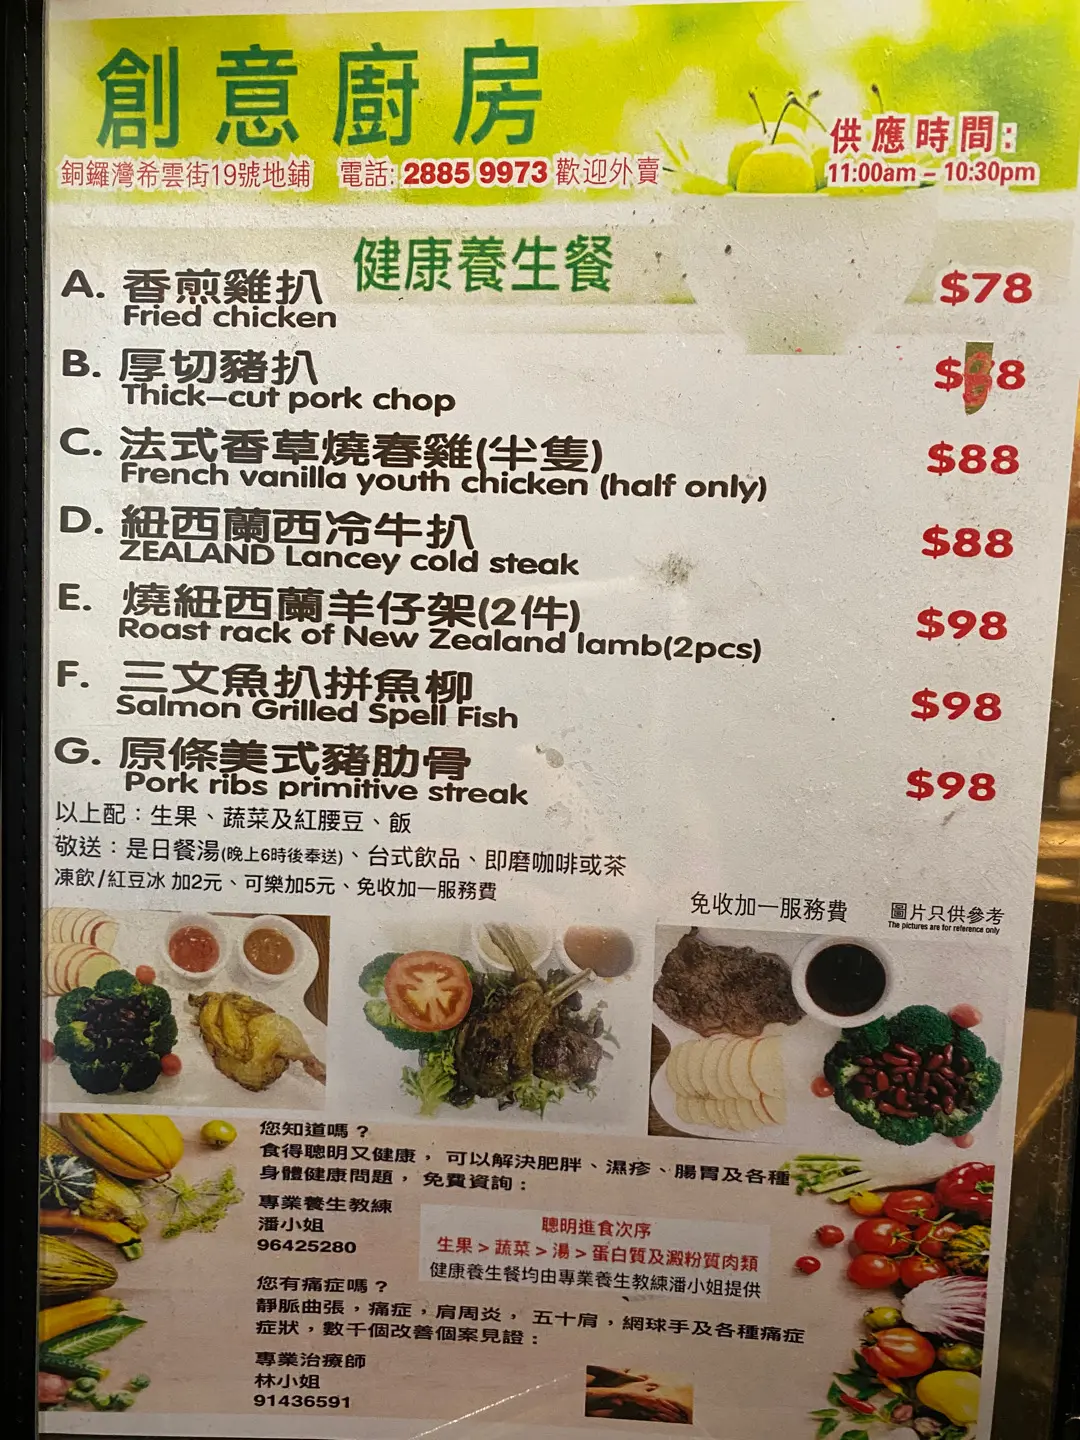 創意廚房
供應時間:
銅鑼灣希雲街19號地鋪 電話: 2885 9973 歡迎外賣
11:00am – 10:30pm
健康養生餐
A. 香煎雞扒 $78
Fried chicken
B. 厚切豬扒
Thick–cut pork chop
C. 法式香草燒春雞(半隻) $88
French vanilla youth chicken (half only)
D. 紐西蘭西冷牛扒 $88
ZEALAND Lancey cold steak
E. 燒紐西蘭羊仔架(2件) $98
Roast rack of New Zealand lamb(2pcs)
F. 三文魚扒拼魚柳 $98
Salmon Grilled Spell Fish
G. 原條美式豬肋骨 $98
Pork ribs primitive streak
以上配：生果、蔬菜及紅腰豆、飯
敬送：是日餐湯(晚上6時後奉送)、台式飲品、即磨咖啡或茶
凍飲/紅豆冰 加2元、可樂加5元、免收加一服務費
免收加一服務費
圖片只供參考
The pictures are for reference only
您知道嗎？
食得聰明又健康，可以解決肥胖、濕疹、腸胃及各種
身體健康問題，免費資詢：
專業養生教練
潘小姐
96425280
聰明進食次序
生果 > 蔬菜 > 湯 > 蛋白質及澱粉質肉類
健康養生餐均由專業養生教練潘小姐提供
您有痛症嗎？
靜脈曲張，痛症，肩周炎，五十肩，網球手及各種痛症
症狀，數千個改善個案見證：
專業治療師
林小姐
91436591